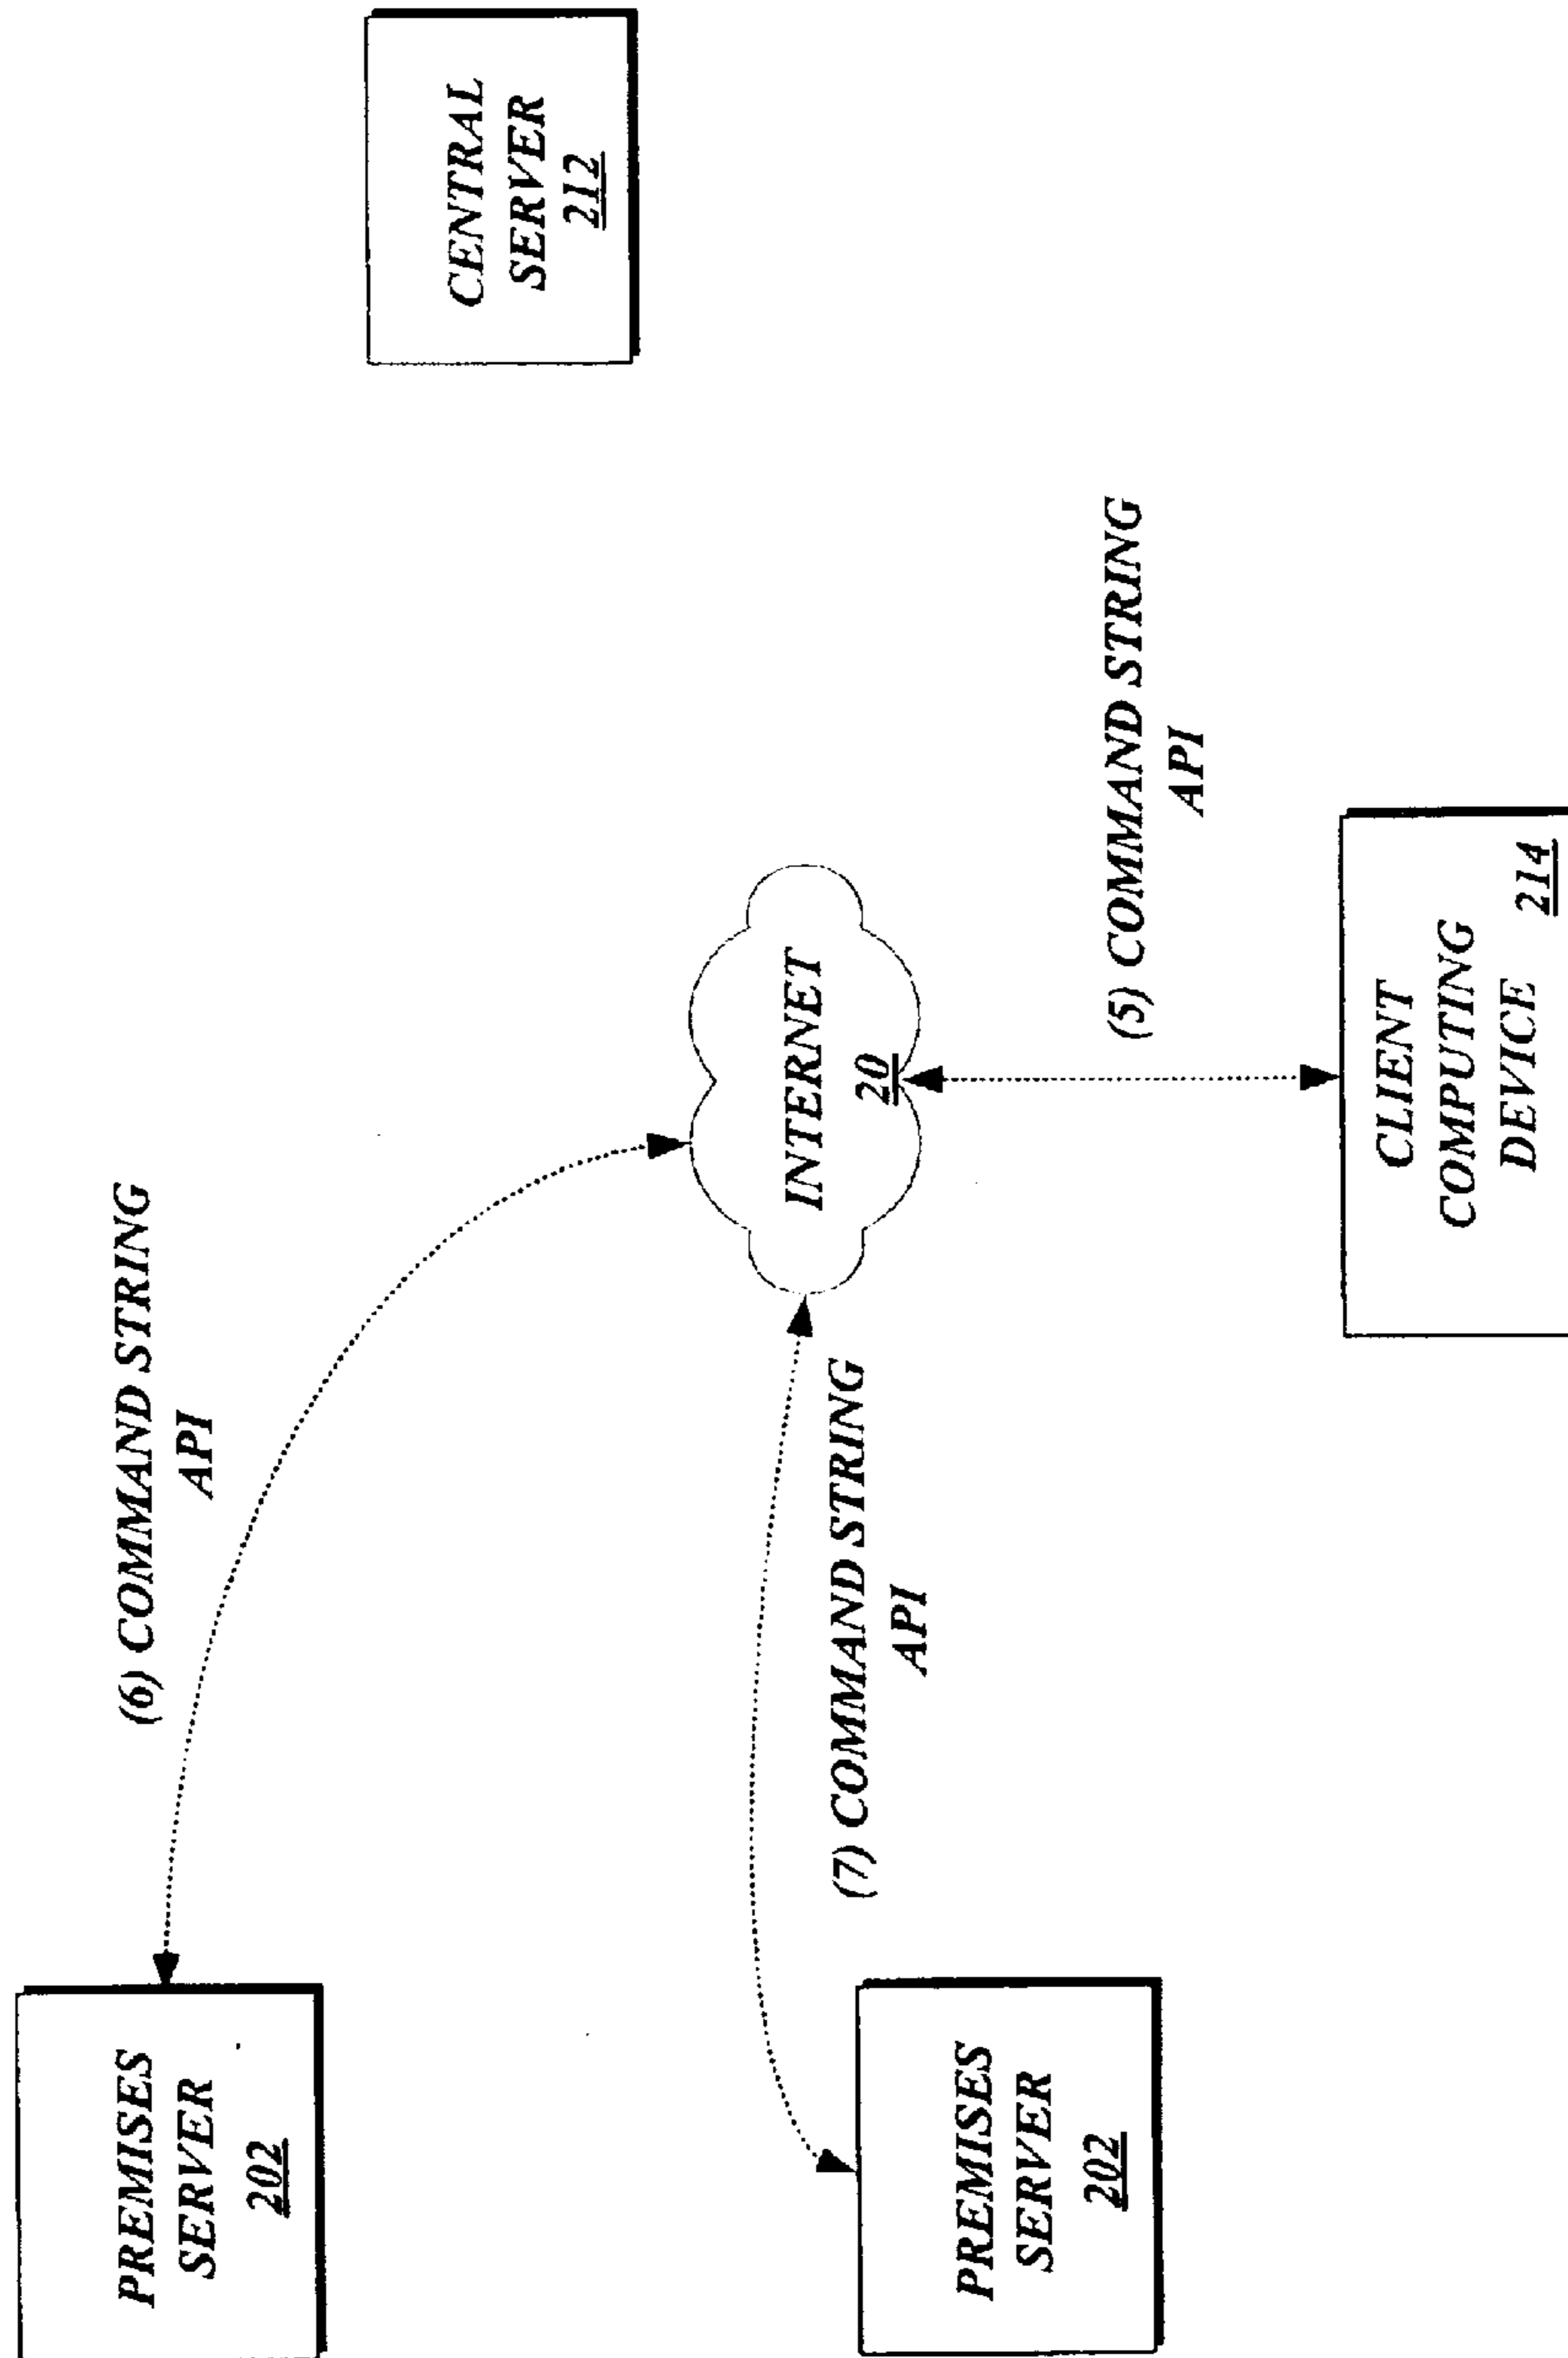 (6) COMMAND STRING
API
PREMISES
SERVER
202
CENTRAL
SERVER
212
INTERNET
20
(7) COMMAND STRING
API
PREMISES
SERVER
202
(5) COMMAND STRING
API
CLIENT
COMPUTING
DEVICE
214